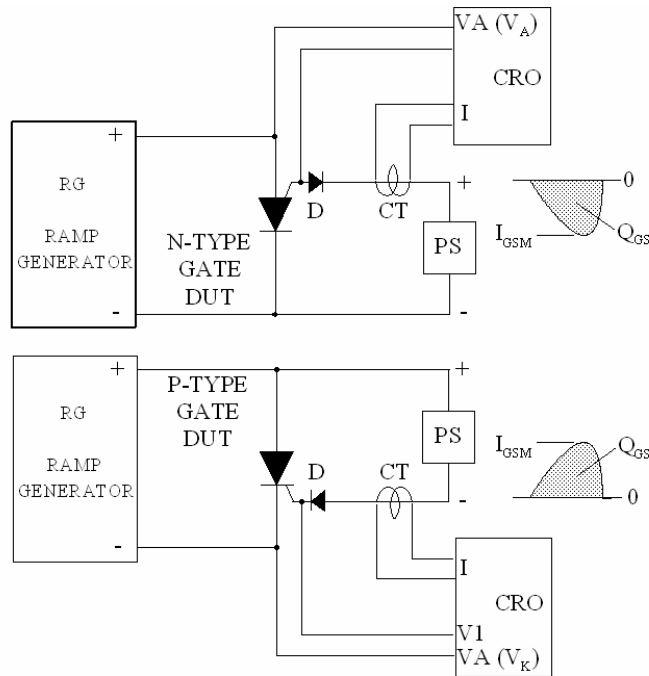 VA (V_A)
CRO
I
+
RG
RAMP
GENERATOR
-
N-TYPE
GATE
DUT
D
CT
+
PS
-
0
I_GSM
Q_GS
+
RG
RAMP
GENERATOR
-
P-TYPE
GATE
DUT
D
CT
+
PS
-
I_GSM
Q_GS
0
I
CRO
V1
VA (V_K)